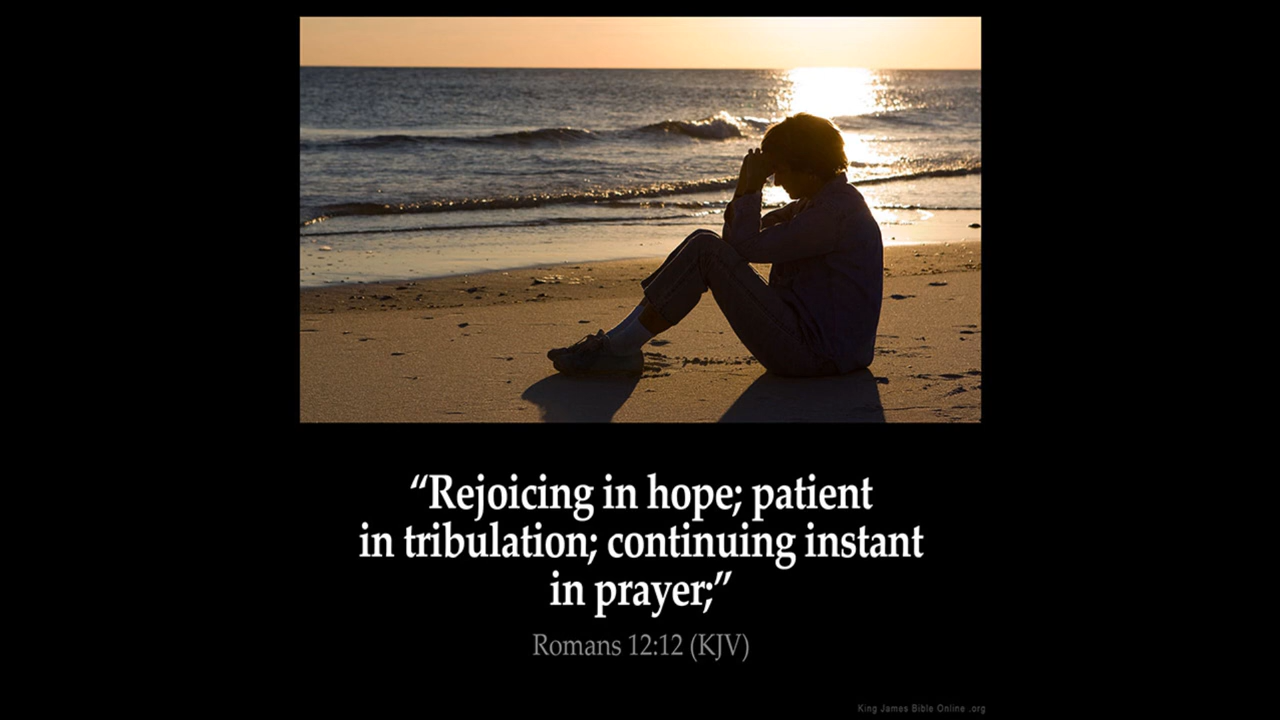 “Rejoicing in hope; patient
in tribulation; continuing instant
in prayer;”
Romans 12:12 (KJV)
King James Bible Online .org